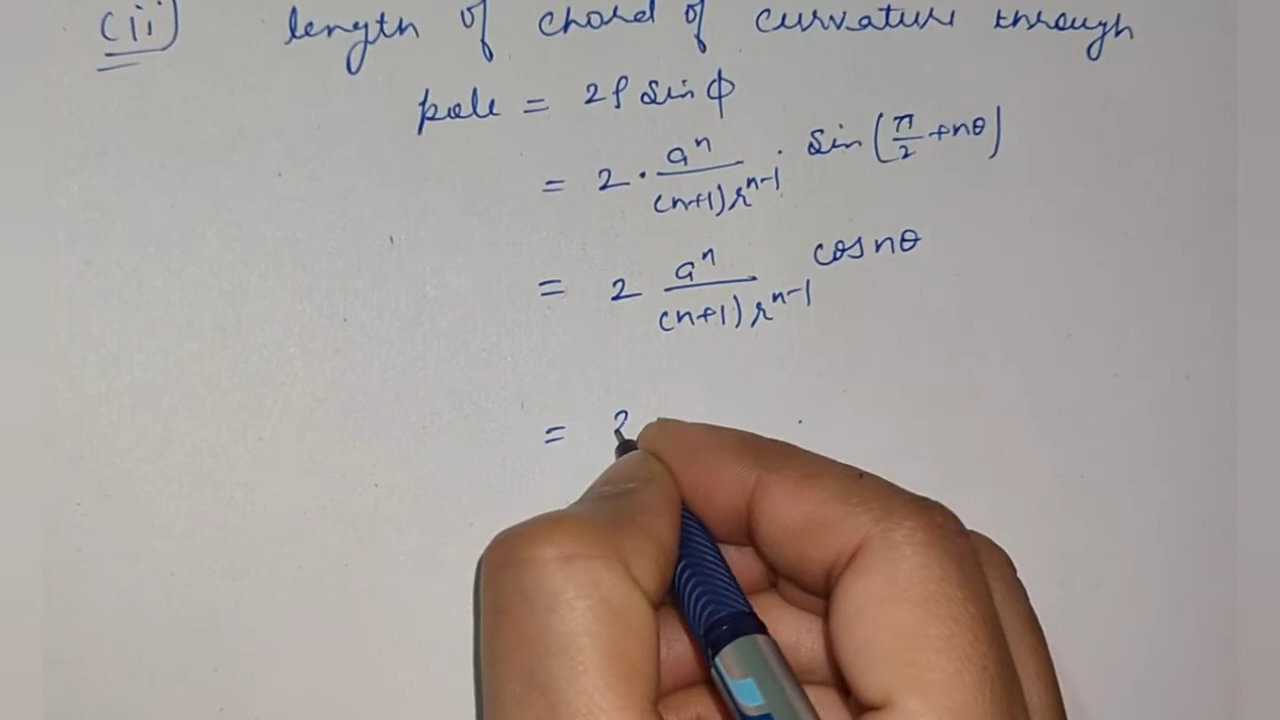 (ii) length of chord of curvature through
pole = 2ρ sin φ
= 2 · aⁿ / (n+1) rⁿ⁻¹ · sin (π/2 + nθ)
= 2 aⁿ / (n+1) rⁿ⁻¹ cos nθ
= 2